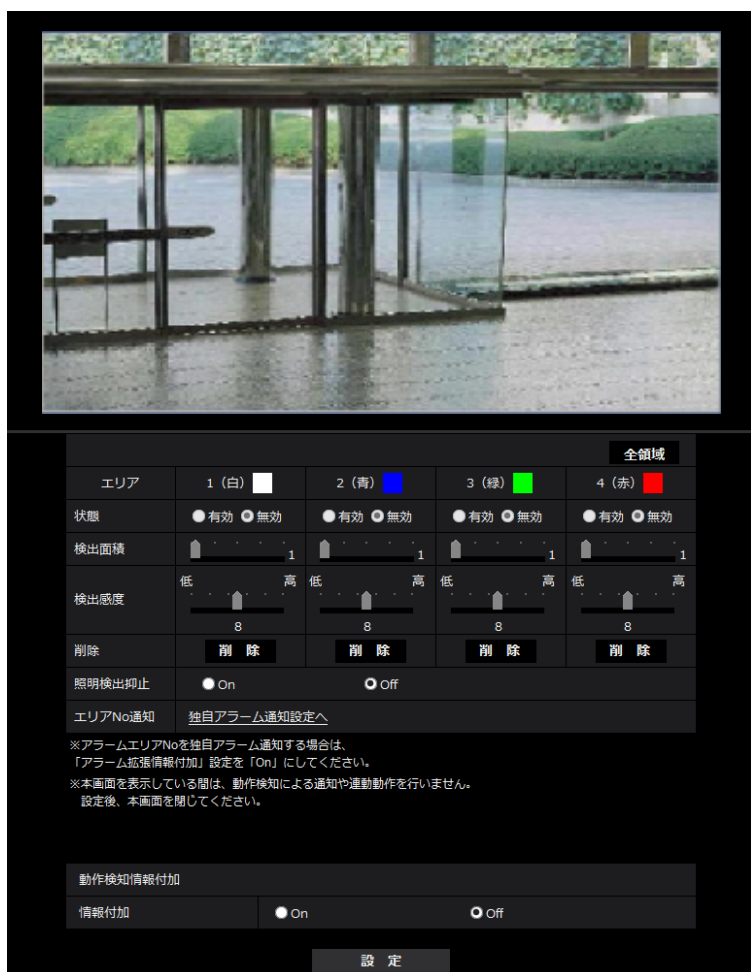 全領域
エリア 1（白） 2（青） 3（緑） 4（赤）
状態 有効 無効 有効 無効 有効 無効 有効 無効
検出面積 1 1 1 1
低 高 低 高 低 高 低 高
検出感度
8 8 8 8
削除 削 除 削 除 削 除 削 除
照明検出抑止 On Off
エリアNo通知 独自アラーム通知設定へ
※アラームエリアNoを独自アラーム通知する場合は、
「アラーム拡張情報付加」設定を「On」にしてください。
※本画面を表示している間は、動作検知による通知や連動動作を行いません。
設定後、本画面を閉じてください。
動作検知情報付加
情報付加 On Off
設 定